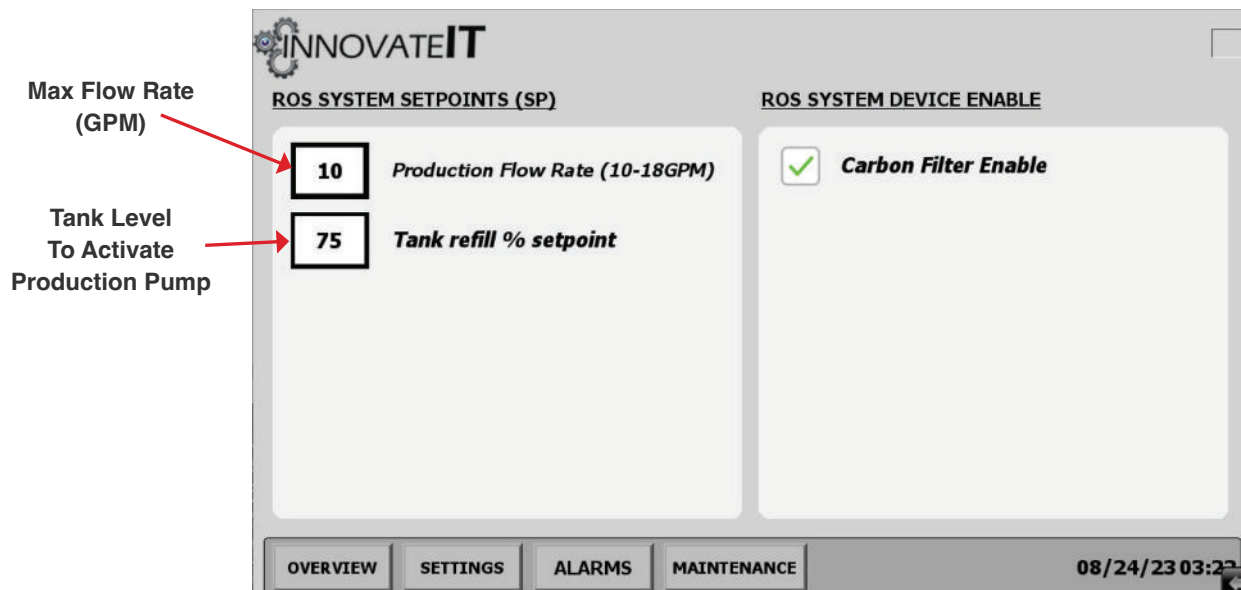 INNOVATEIT
Max Flow Rate
(GPM)
ROS SYSTEM SETPOINTS (SP)
ROS SYSTEM DEVICE ENABLE
10
Production Flow Rate (10-18GPM)
Carbon Filter Enable
Tank Level
To Activate
Production Pump
75
Tank refill % setpoint
OVERVIEW
SETTINGS
ALARMS
MAINTENANCE
08/24/23 03:22